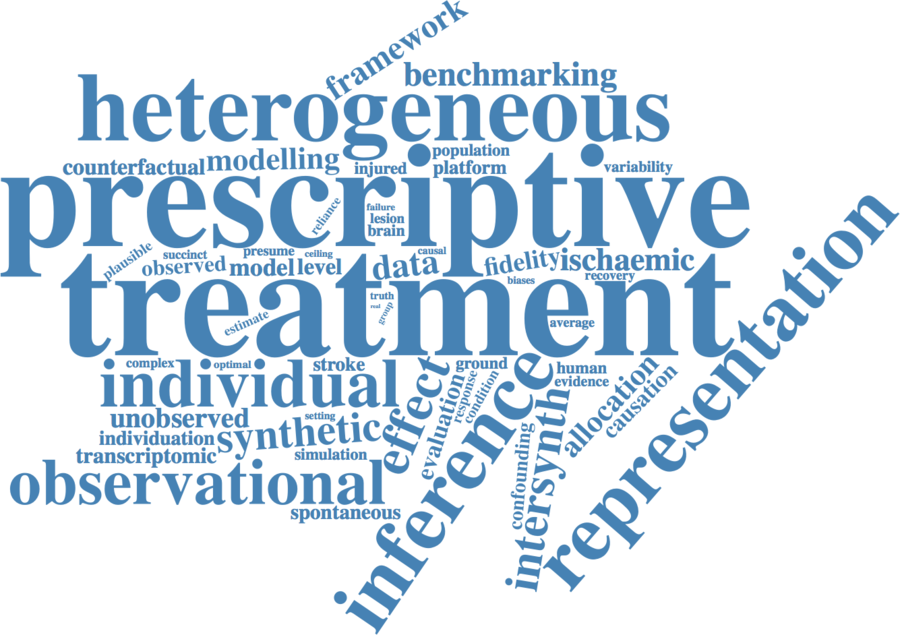 framework
benchmarking
heterogeneous
population
counterfactual
modelling
injured
platform
variability
prescriptive
reliance
failure
lesion
brain
plausible
succinct
presume
ceiling
causal
observed
model
level
data
fidelity
ischaemic
biases
recovery
treatment
truth
real
group
estimate
average
representation
complex
optimal
stroke
ground
human
evidence
individual
effect
evaluation
response
condition
inference
allocation
causation
unobserved
setting
synthetic
individuation
transcriptomic
simulation
confounding
intersynth
observational
spontaneous